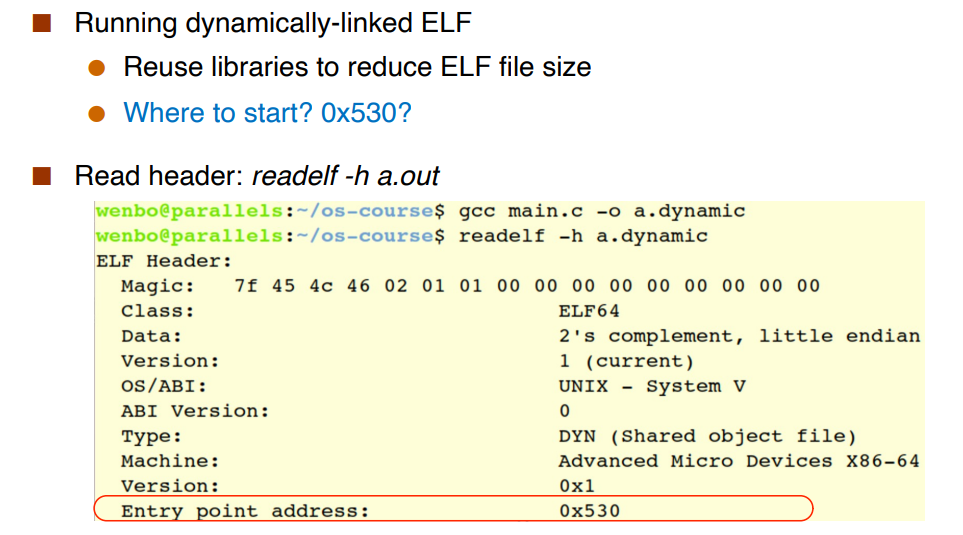 Running dynamically-linked ELF
Reuse libraries to reduce ELF file size
Where to start? 0x530?
Read header: readelf -h a.out
wenbo@parallels:~/os-course$ gcc main.c -o a.dynamic
wenbo@parallels:~/os-course$ readelf -h a.dynamic
ELF Header:
Magic: 7f 45 4c 46 02 01 01 00 00 00 00 00 00 00 00 00
Class: ELF64
Data: 2's complement, little endian
Version: 1 (current)
OS/ABI: UNIX - System V
ABI Version: 0
Type: DYN (Shared object file)
Machine: Advanced Micro Devices X86-64
Version: 0x1
Entry point address: 0x530